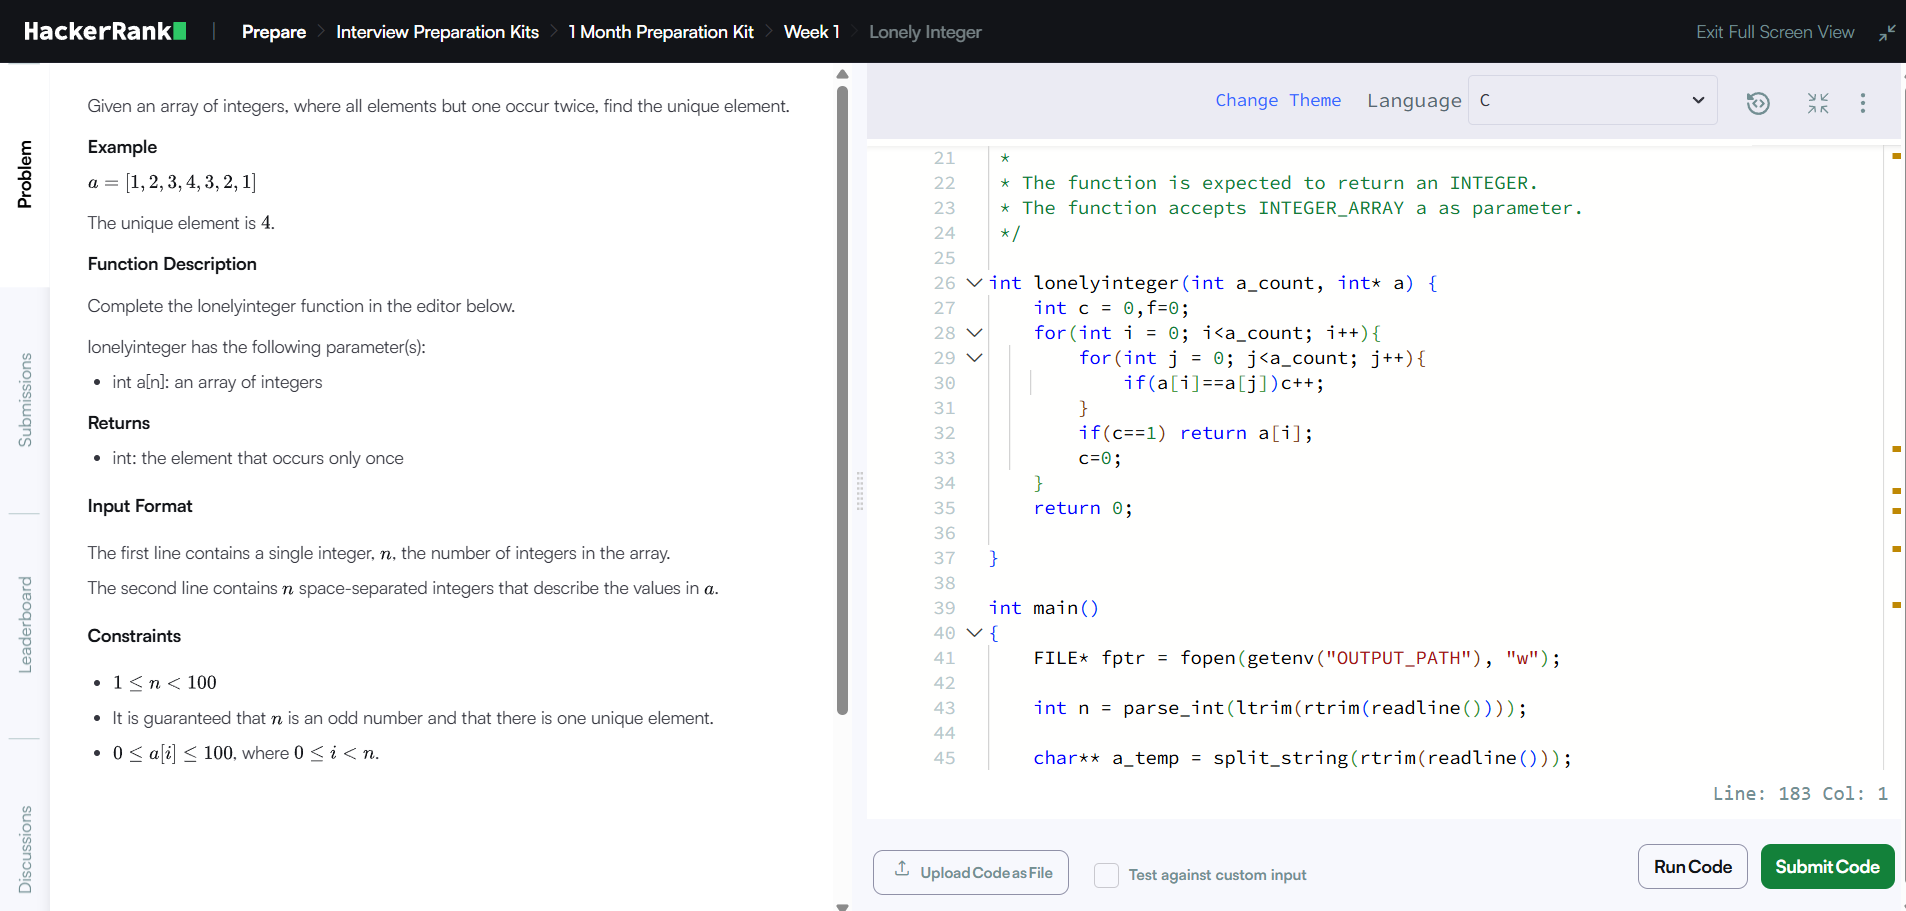 HackerRank | Prepare > Interview Preparation Kits > 1 Month Preparation Kit > Week 1 > Lonely Integer
Exit Full Screen View
Problem
Submissions
Leaderboard
Discussions
Given an array of integers, where all elements but one occur twice, find the unique element.
Example
a = [1, 2, 3, 4, 3, 2, 1]
The unique element is 4.
Function Description
Complete the lonelyinteger function in the editor below.
lonelyinteger has the following parameter(s):
• int a[n]: an array of integers
Returns
• int: the element that occurs only once
Input Format
The first line contains a single integer, n, the number of integers in the array.
The second line contains n space-separated integers that describe the values in a.
Constraints
• 1 ≤ n < 100
• It is guaranteed that n is an odd number and that there is one unique element.
• 0 ≤ a[i] ≤ 100, where 0 ≤ i < n.
Change Theme Language C
21 *
22 * The function is expected to return an INTEGER.
23 * The function accepts INTEGER_ARRAY a as parameter.
24 */
25
26 int lonelyinteger(int a_count, int* a) {
27 int c = 0,f=0;
28 for(int i = 0; i<a_count; i++){
29 for(int j = 0; j<a_count; j++){
30 if(a[i]==a[j])c++;
31 }
32 if(c==1) return a[i];
33 c=0;
34 }
35 return 0;
36
37 }
38
39 int main()
40 {
41 FILE* fptr = fopen(getenv("OUTPUT_PATH"), "w");
42
43 int n = parse_int(ltrim(rtrim(readline())));
44
45 char** a_temp = split_string(rtrim(readline()));
Line: 183 Col: 1
Upload Code as File
Test against custom input
Run Code
Submit Code